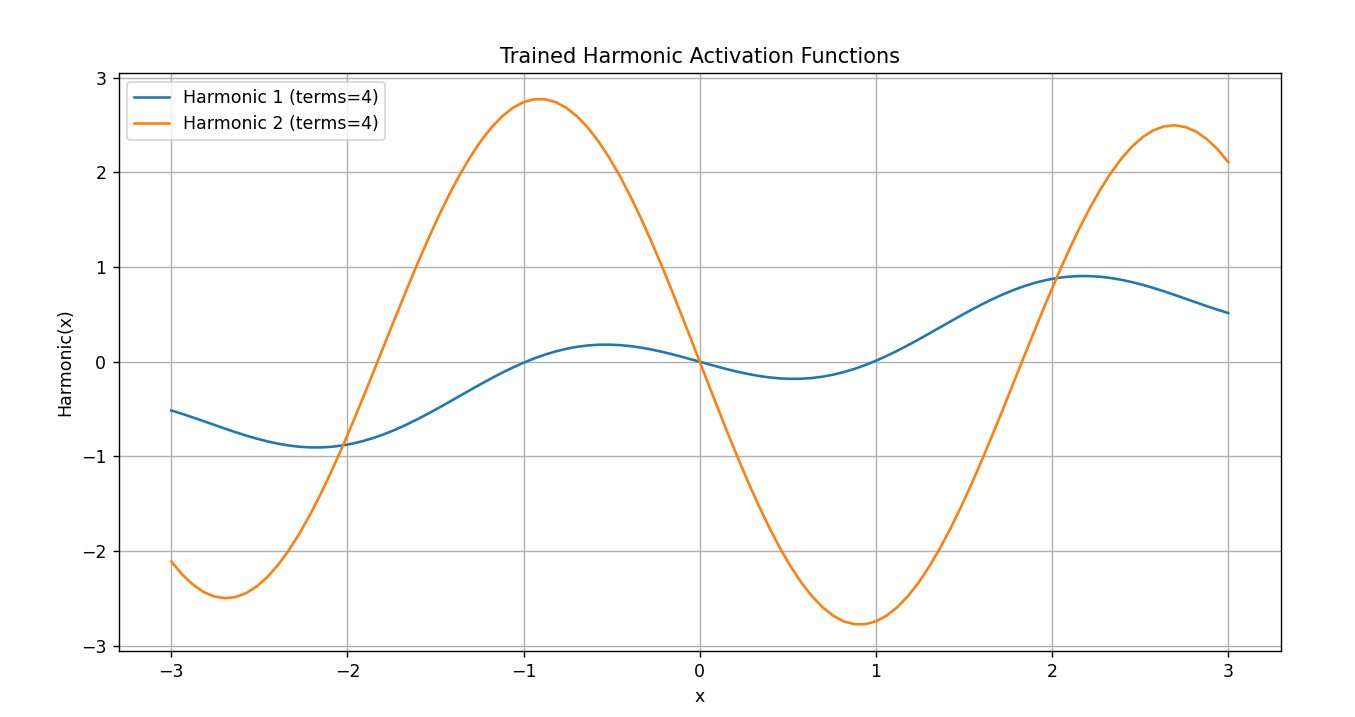 Trained Harmonic Activation Functions
Harmonic 1 (terms=4)
Harmonic 2 (terms=4)
Harmonic(x)
3
2
1
0
−1
−2
−3
−3 −2 −1 0 1 2 3
x